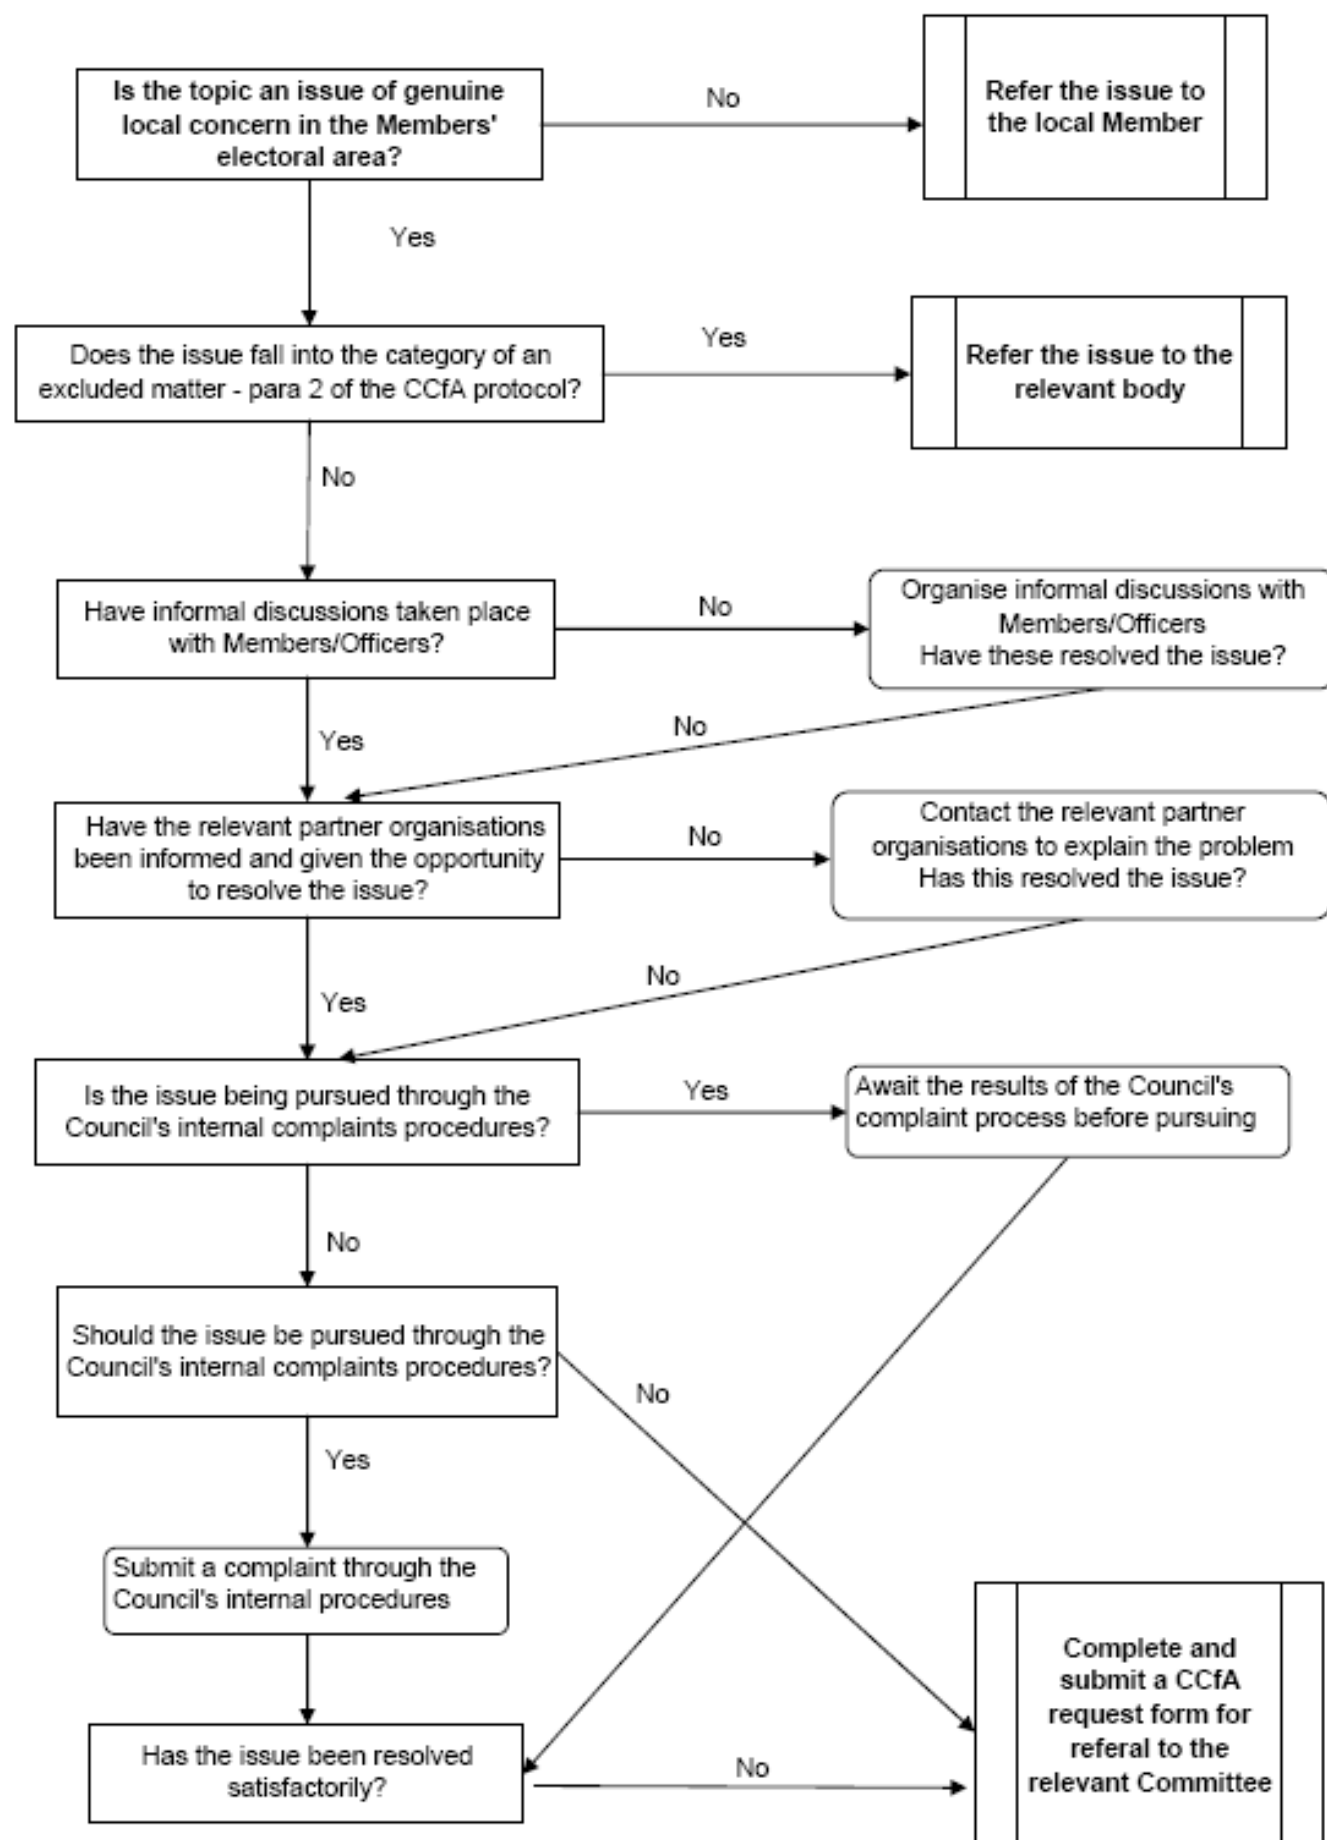 Is the topic an issue of genuine
local concern in the Members'
electoral area?
No
Refer the issue to
the local Member
Yes
Does the issue fall into the category of an
excluded matter - para 2 of the CCfA protocol?
Yes
Refer the issue to the
relevant body
No
Have informal discussions taken place
with Members/Officers?
No
Organise informal discussions with
Members/Officers
Have these resolved the issue?
Yes
No
Have the relevant partner organisations
been informed and given the opportunity
to resolve the issue?
No
Contact the relevant partner
organisations to explain the problem
Has this resolved the issue?
Yes
No
Is the issue being pursued through the
Council's internal complaints procedures?
Yes
Await the results of the Council's
complaint process before pursuing
No
Should the issue be pursued through the
Council's internal complaints procedures?
No
Yes
Submit a complaint through the
Council's internal procedures
Has the issue been resolved
satisfactorily?
No
Complete and
submit a CCfA
request form for
referal to the
relevant Committee